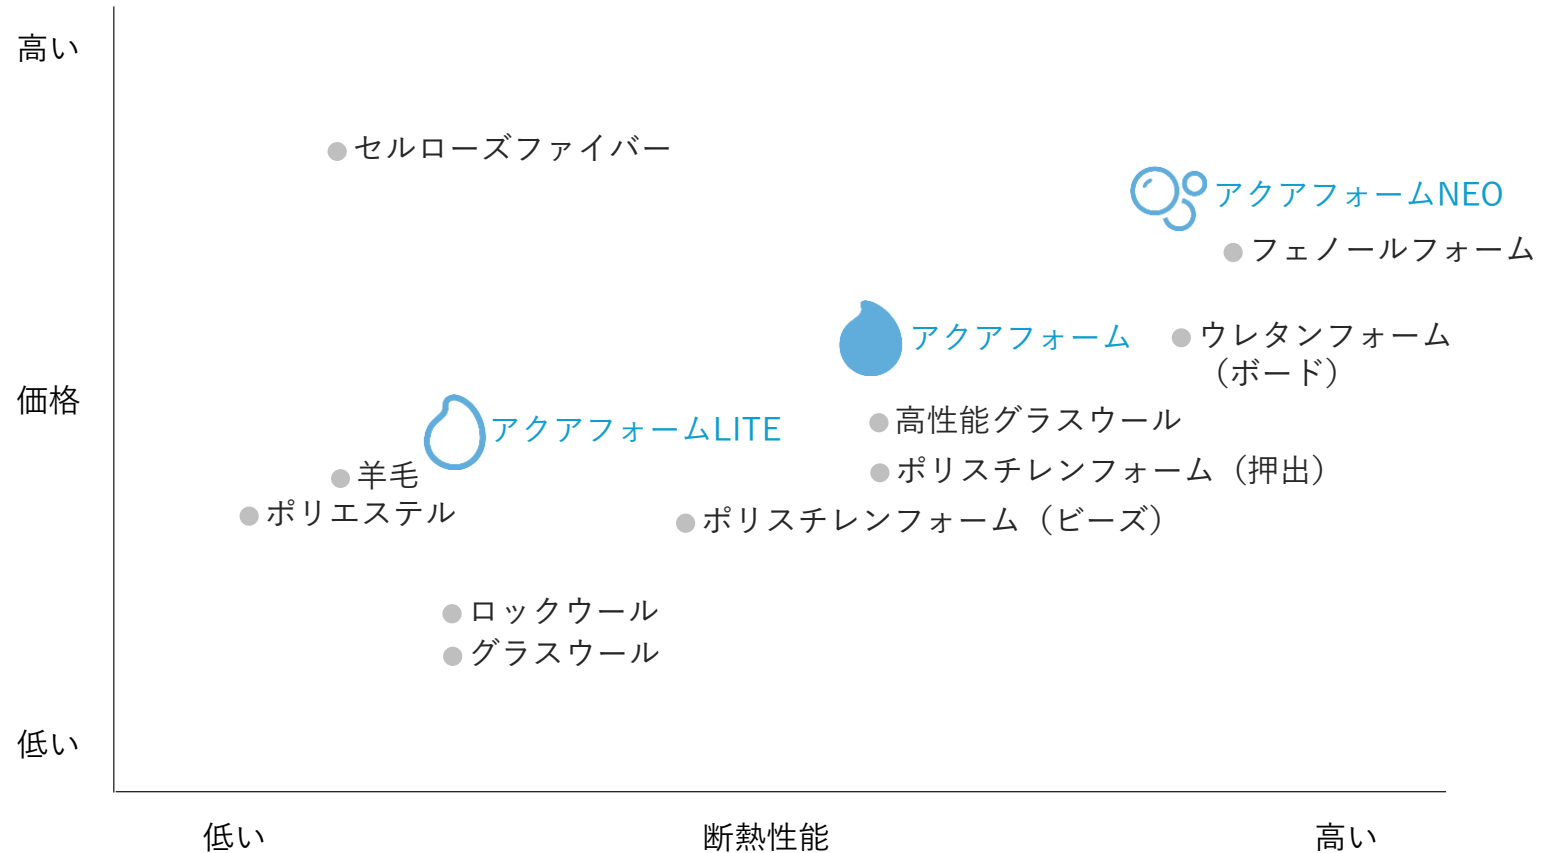 高い
セルローズファイバー
アクアフォームNEO
フェノールフォーム
アクアフォーム
ウレタンフォーム
（ボード）
価格
アクアフォームLITE
高性能グラスウール
羊毛
ポリスチレンフォーム（押出）
ポリエステル
ポリスチレンフォーム（ビーズ）
ロックウール
グラスウール
低い
低い
断熱性能
高い